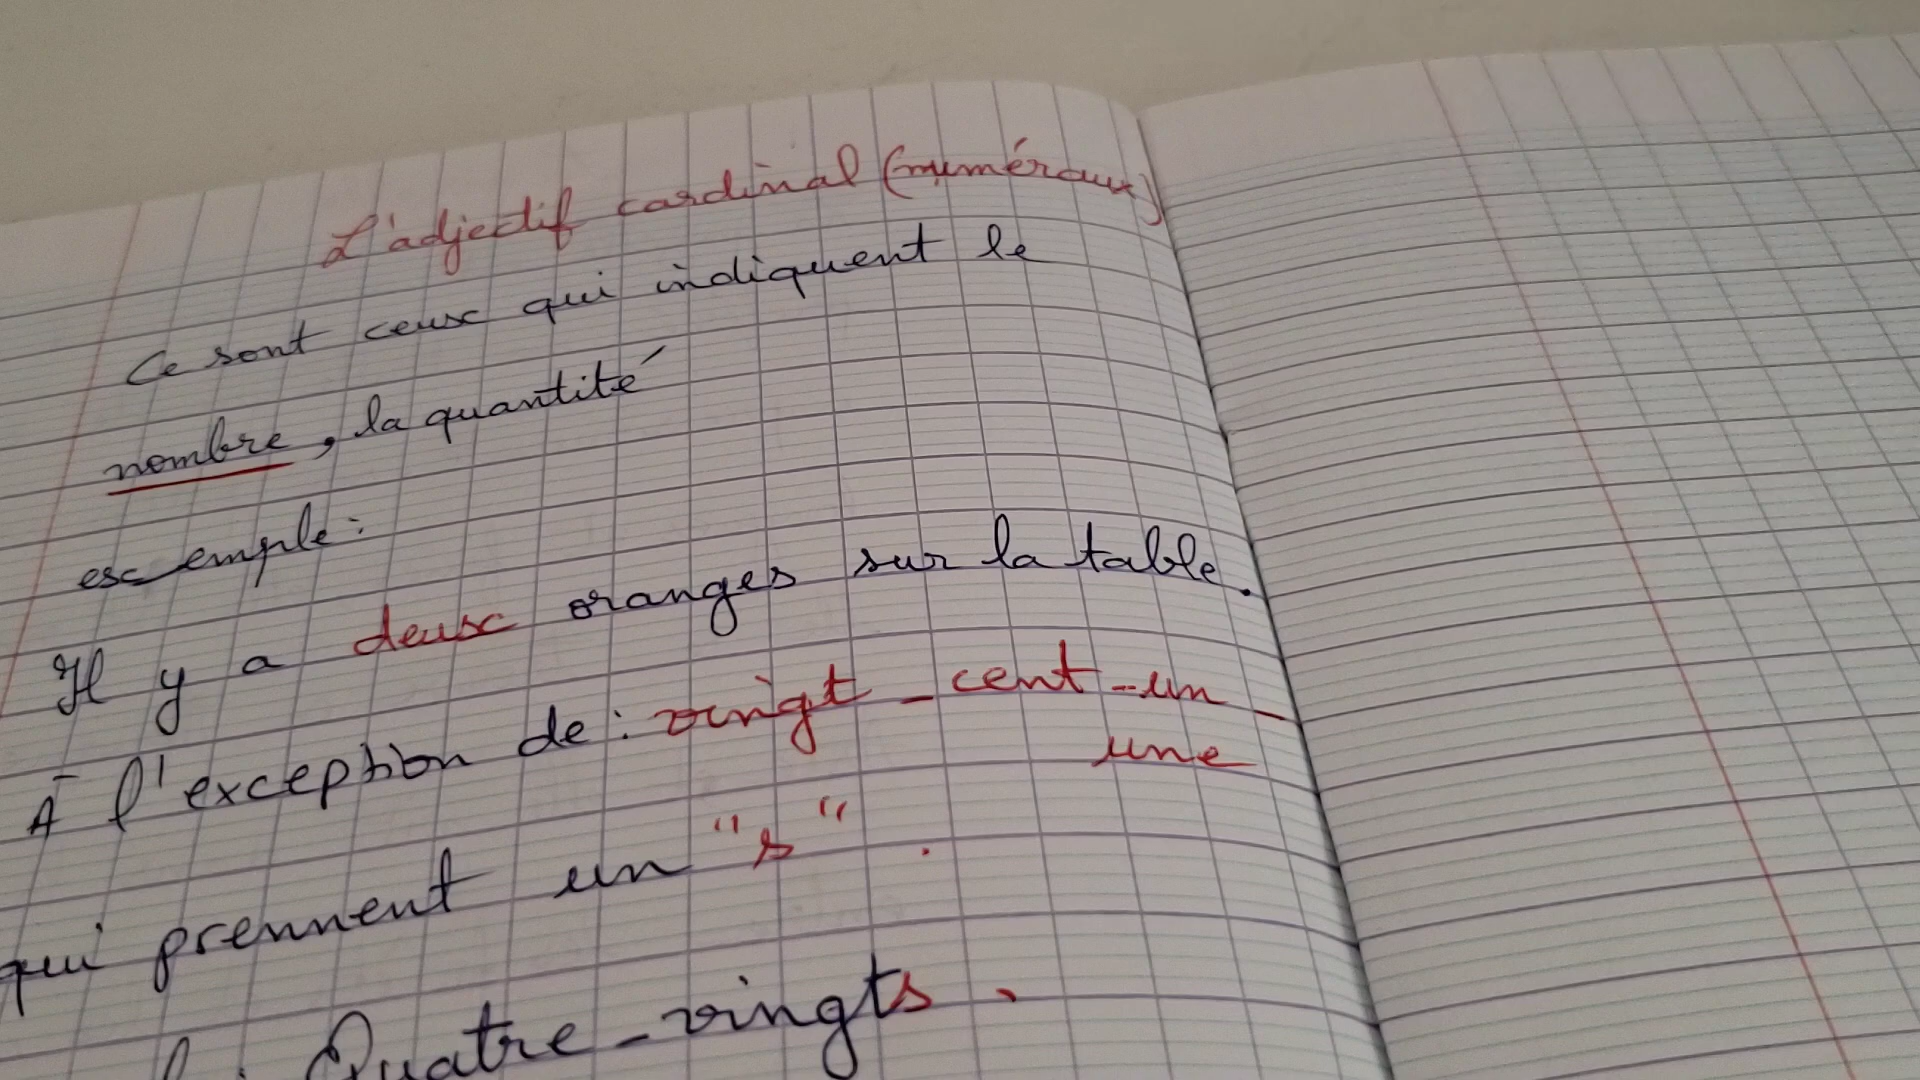 L'adjectif cardinal (numéraux)
Ce sont ceux qui indiquent le
nombre, la quantité
exemple:
Il y a deux oranges sur la table.
A l'exception de: vingt - cent - un -
une
qui prennent un "s".
Quatre-vingts.